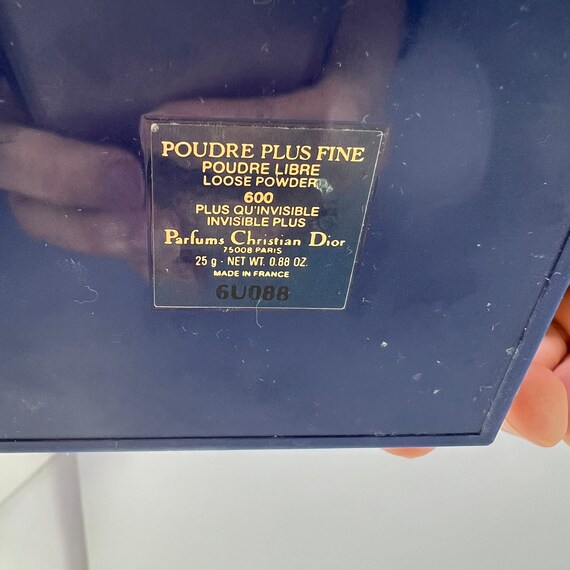 POUDRE PLUS FINE
POUDRE LIBRE
LOOSE POWDER
600
PLUS QU'INVISIBLE
INVISIBLE PLUS
Parfums Christian Dior
75008 PARIS
25 g - NET WT. 0.88 OZ.
MADE IN FRANCE
6U088